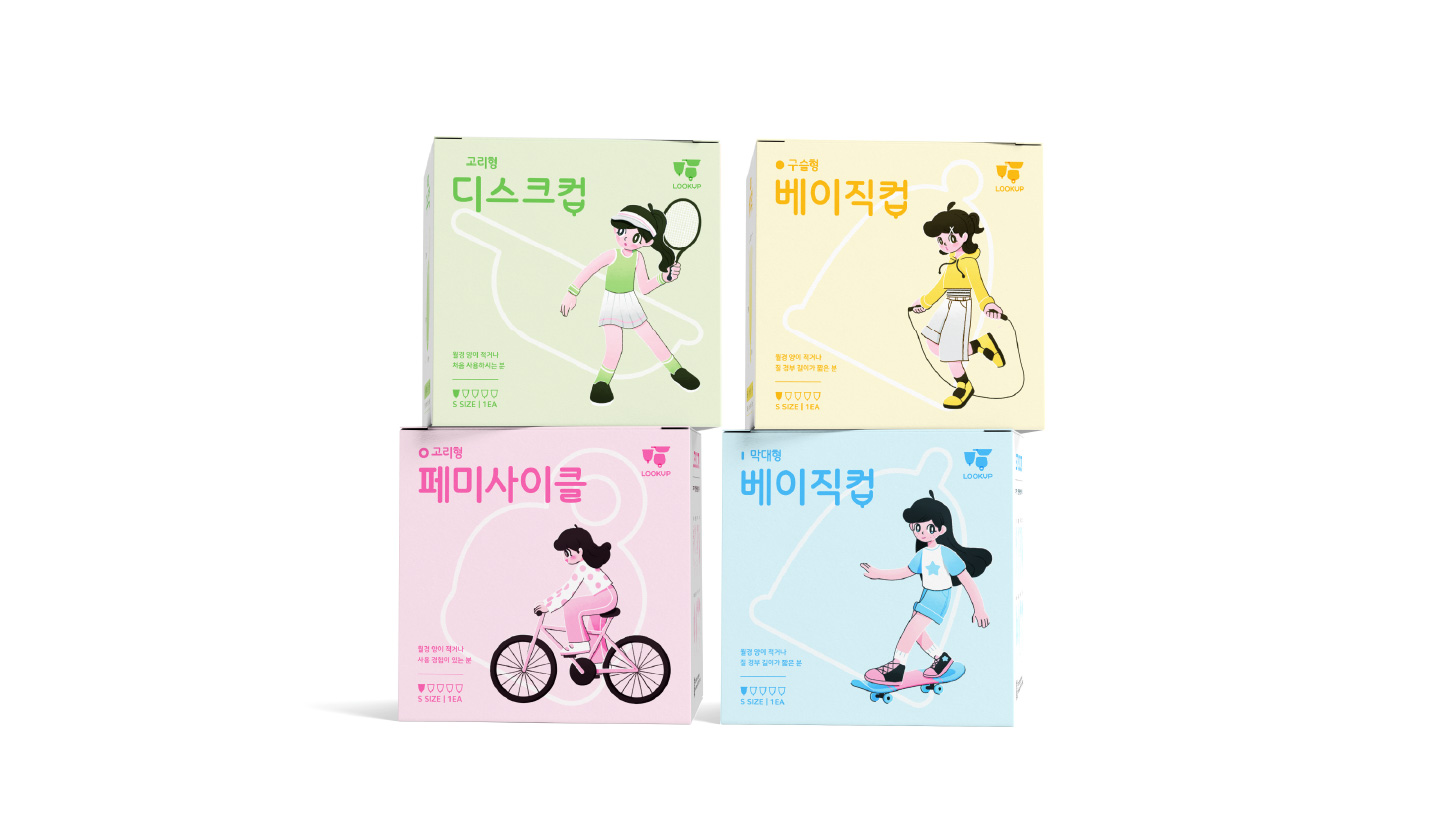 고리형
디스크컵
LOOKUP
월경 양이 적거나
처음 사용하시는 분
S SIZE | 1EA
구슬형
베이직컵
LOOKUP
월경 양이 적거나
질 경부 길이가 짧은 분
S SIZE | 1EA
고리형
페미사이클
LOOKUP
월경 양이 적거나
사용 경험이 있는 분
S SIZE | 1EA
막대형
베이직컵
LOOKUP
월경 양이 적거나
질 경부 길이가 짧은 분
S SIZE | 1EA